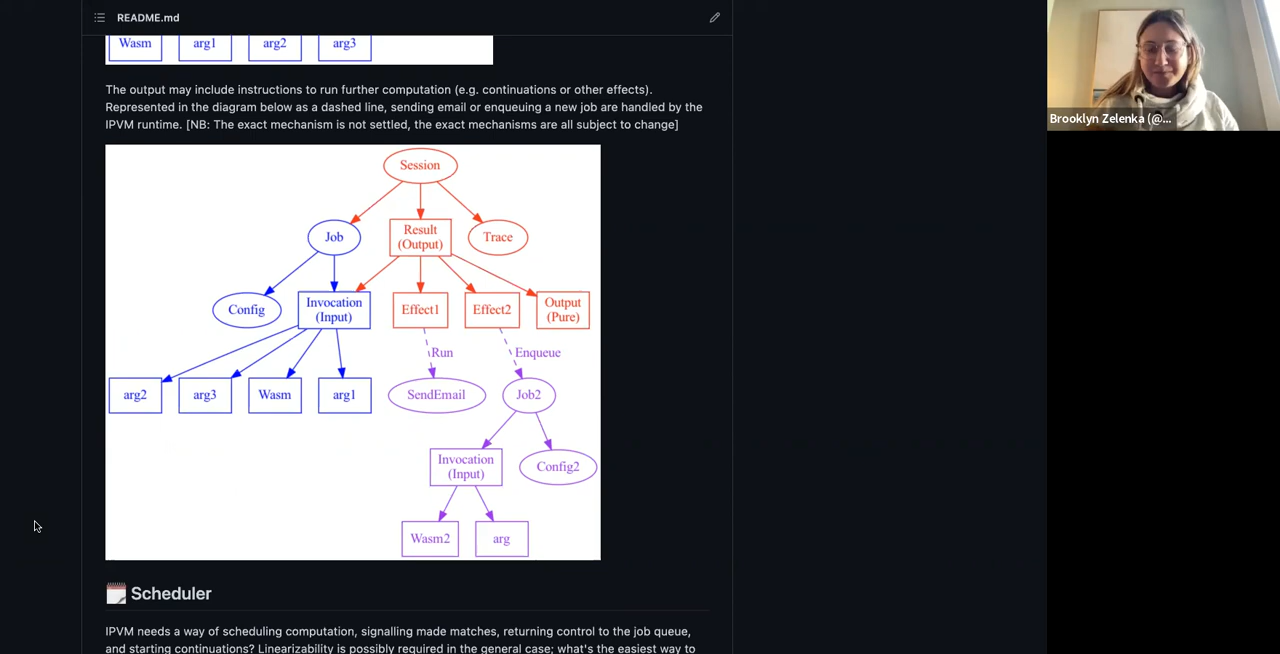 README.md
Wasm arg1 arg2 arg3
The output may include instructions to run further computation (e.g. continuations or other effects).
Represented in the diagram below as a dashed line, sending email or enqueuing a new job are handled by the
IPVM runtime. [NB: The exact mechanism is not settled, the exact mechanisms are all subject to change]
Session
Job
Result
(Output)
Trace
Config
Invocation
(Input)
Effect1
Effect2
Output
(Pure)
Run
Enqueue
arg2
arg3
Wasm
arg1
SendEmail
Job2
Invocation
(Input)
Config2
Wasm2
arg
Scheduler
IPVM needs a way of scheduling computation, signalling made matches, returning control to the job queue,
and starting continuations? Linearizability is possibly required in the general case; what's the easiest way to
Brooklyn Zelenka (@...